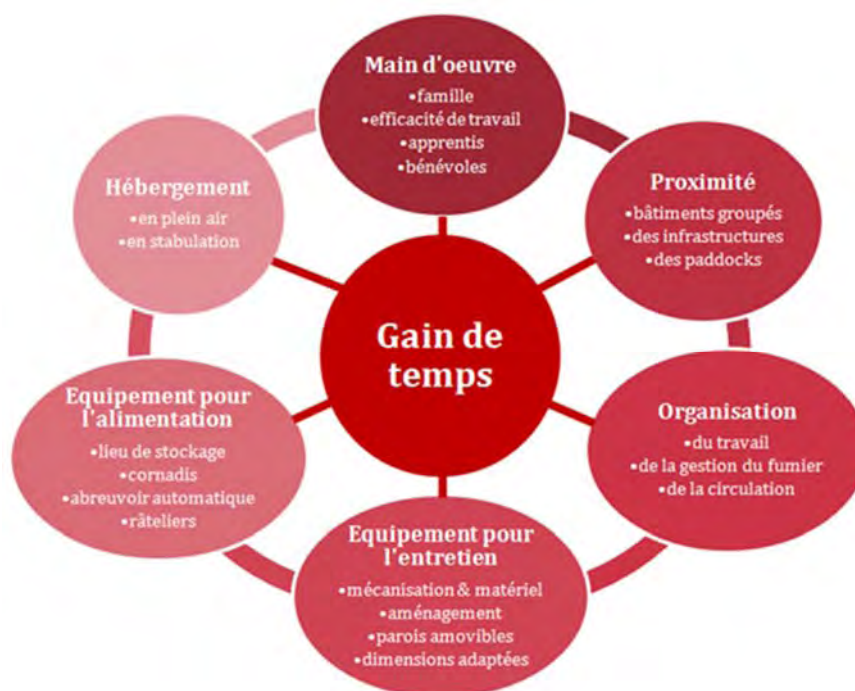 Main d'oeuvre
•famille
•efficacité de travail
•apprentis
•bénévoles
Proximité
•bâtiments groupés
•des infrastructures
•des paddocks
Organisation
•du travail
•de la gestion du fumier
•de la circulation
Equipement pour
l'entretien
•mécanisation & matériel
•aménagement
•parois amovibles
•dimensions adaptées
Equipement pour
l'alimentation
•lieu de stockage
•cornadis
•abreuvoir automatique
•râteliers
Hébergement
•en plein air
•en stabulation
Gain de
temps